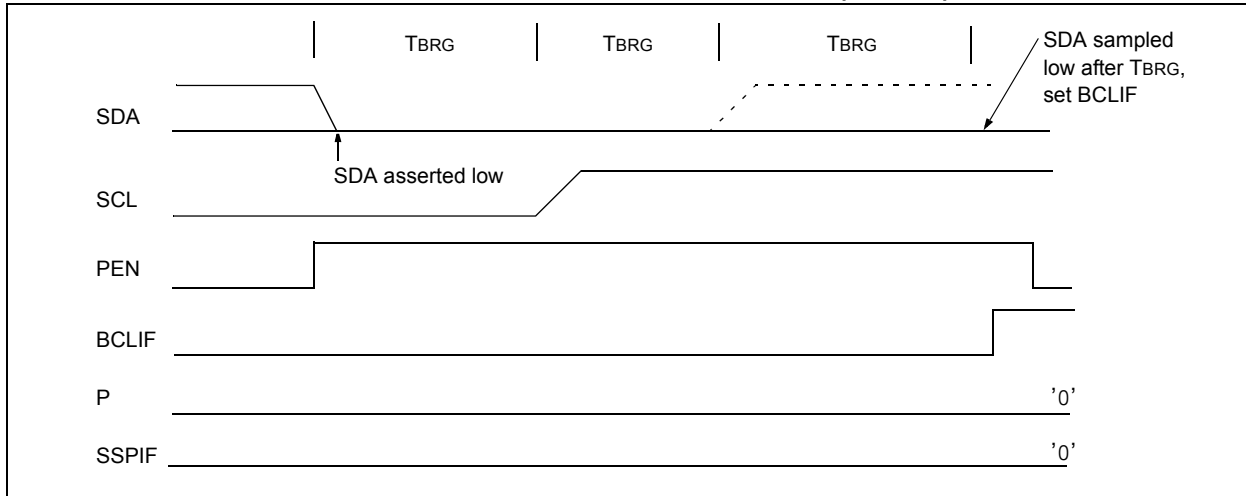 TBRG TBRG TBRG
SDA sampled
low after TBRG,
set BCLIF
SDA
SDA asserted low
SCL
PEN
BCLIF
P '0'
SSPIF '0'